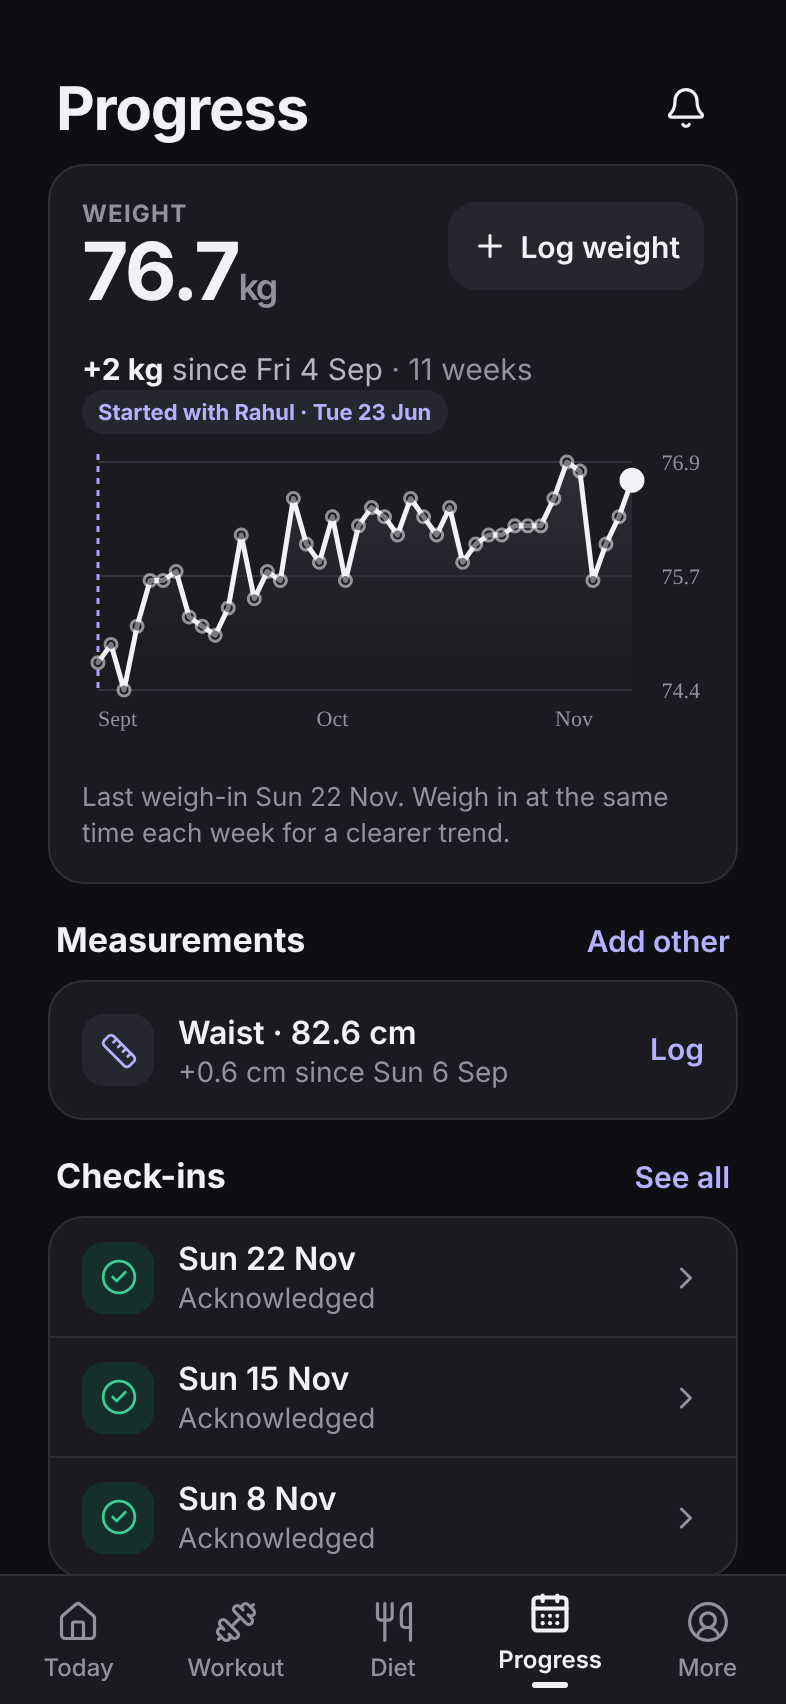 Progress
WEIGHT
76.7kg
Log weight
+2 kg since Fri 4 Sep · 11 weeks
Started with Rahul · Tue 23 Jun
76.9
75.7
74.4
Sept Oct Nov
Last weigh-in Sun 22 Nov. Weigh in at the same
time each week for a clearer trend.
Measurements
Add other
Waist · 82.6 cm
+0.6 cm since Sun 6 Sep
Log
Check-ins
See all
Sun 22 Nov
Acknowledged
Sun 15 Nov
Acknowledged
Sun 8 Nov
Acknowledged
Today Workout Diet Progress More